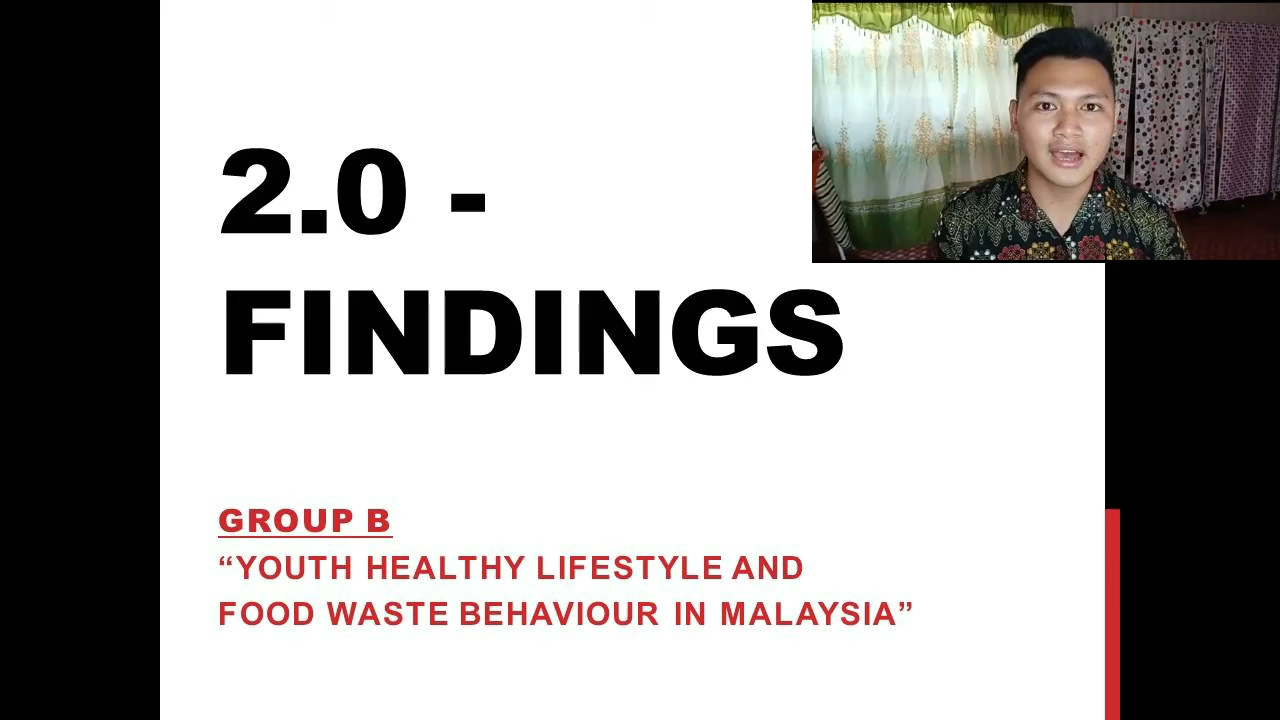 2.0 -
FINDINGS
GROUP B
“YOUTH HEALTHY LIFESTYLE AND
FOOD WASTE BEHAVIOUR IN MALAYSIA”